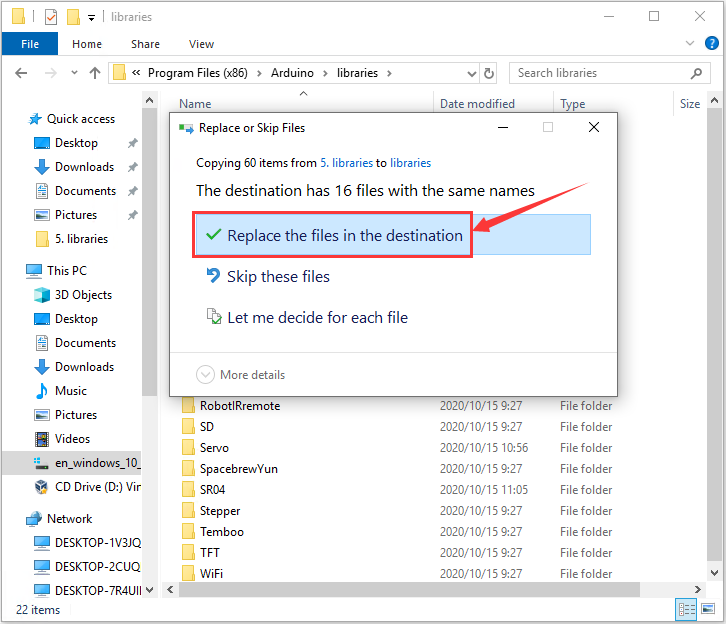 libraries
File Home Share View
« Program Files (x86) > Arduino > libraries > Search libraries
Name Date modified Type Size
Quick access
Desktop
Downloads
Documents
Pictures
5. libraries
This PC
3D Objects
Desktop
Documents
Downloads
Music
Pictures
Videos
en_windows_10_
CD Drive (D:) Vir
Network
DESKTOP-1V3JQ
DESKTOP-2CUQ
DESKTOP-7R4UI
Replace or Skip Files
Copying 60 items from 5. libraries to libraries
The destination has 16 files with the same names
Replace the files in the destination
Skip these files
Let me decide for each file
More details
RobotIRremote 2020/10/15 9:27 File folder
SD 2020/10/15 9:27 File folder
Servo 2020/10/15 10:56 File folder
SpacebrewYun 2020/10/15 9:27 File folder
SR04 2020/10/15 11:05 File folder
Stepper 2020/10/15 9:27 File folder
Temboo 2020/10/15 9:27 File folder
TFT 2020/10/15 9:27 File folder
WiFi 2020/10/15 9:27 File folder
22 items